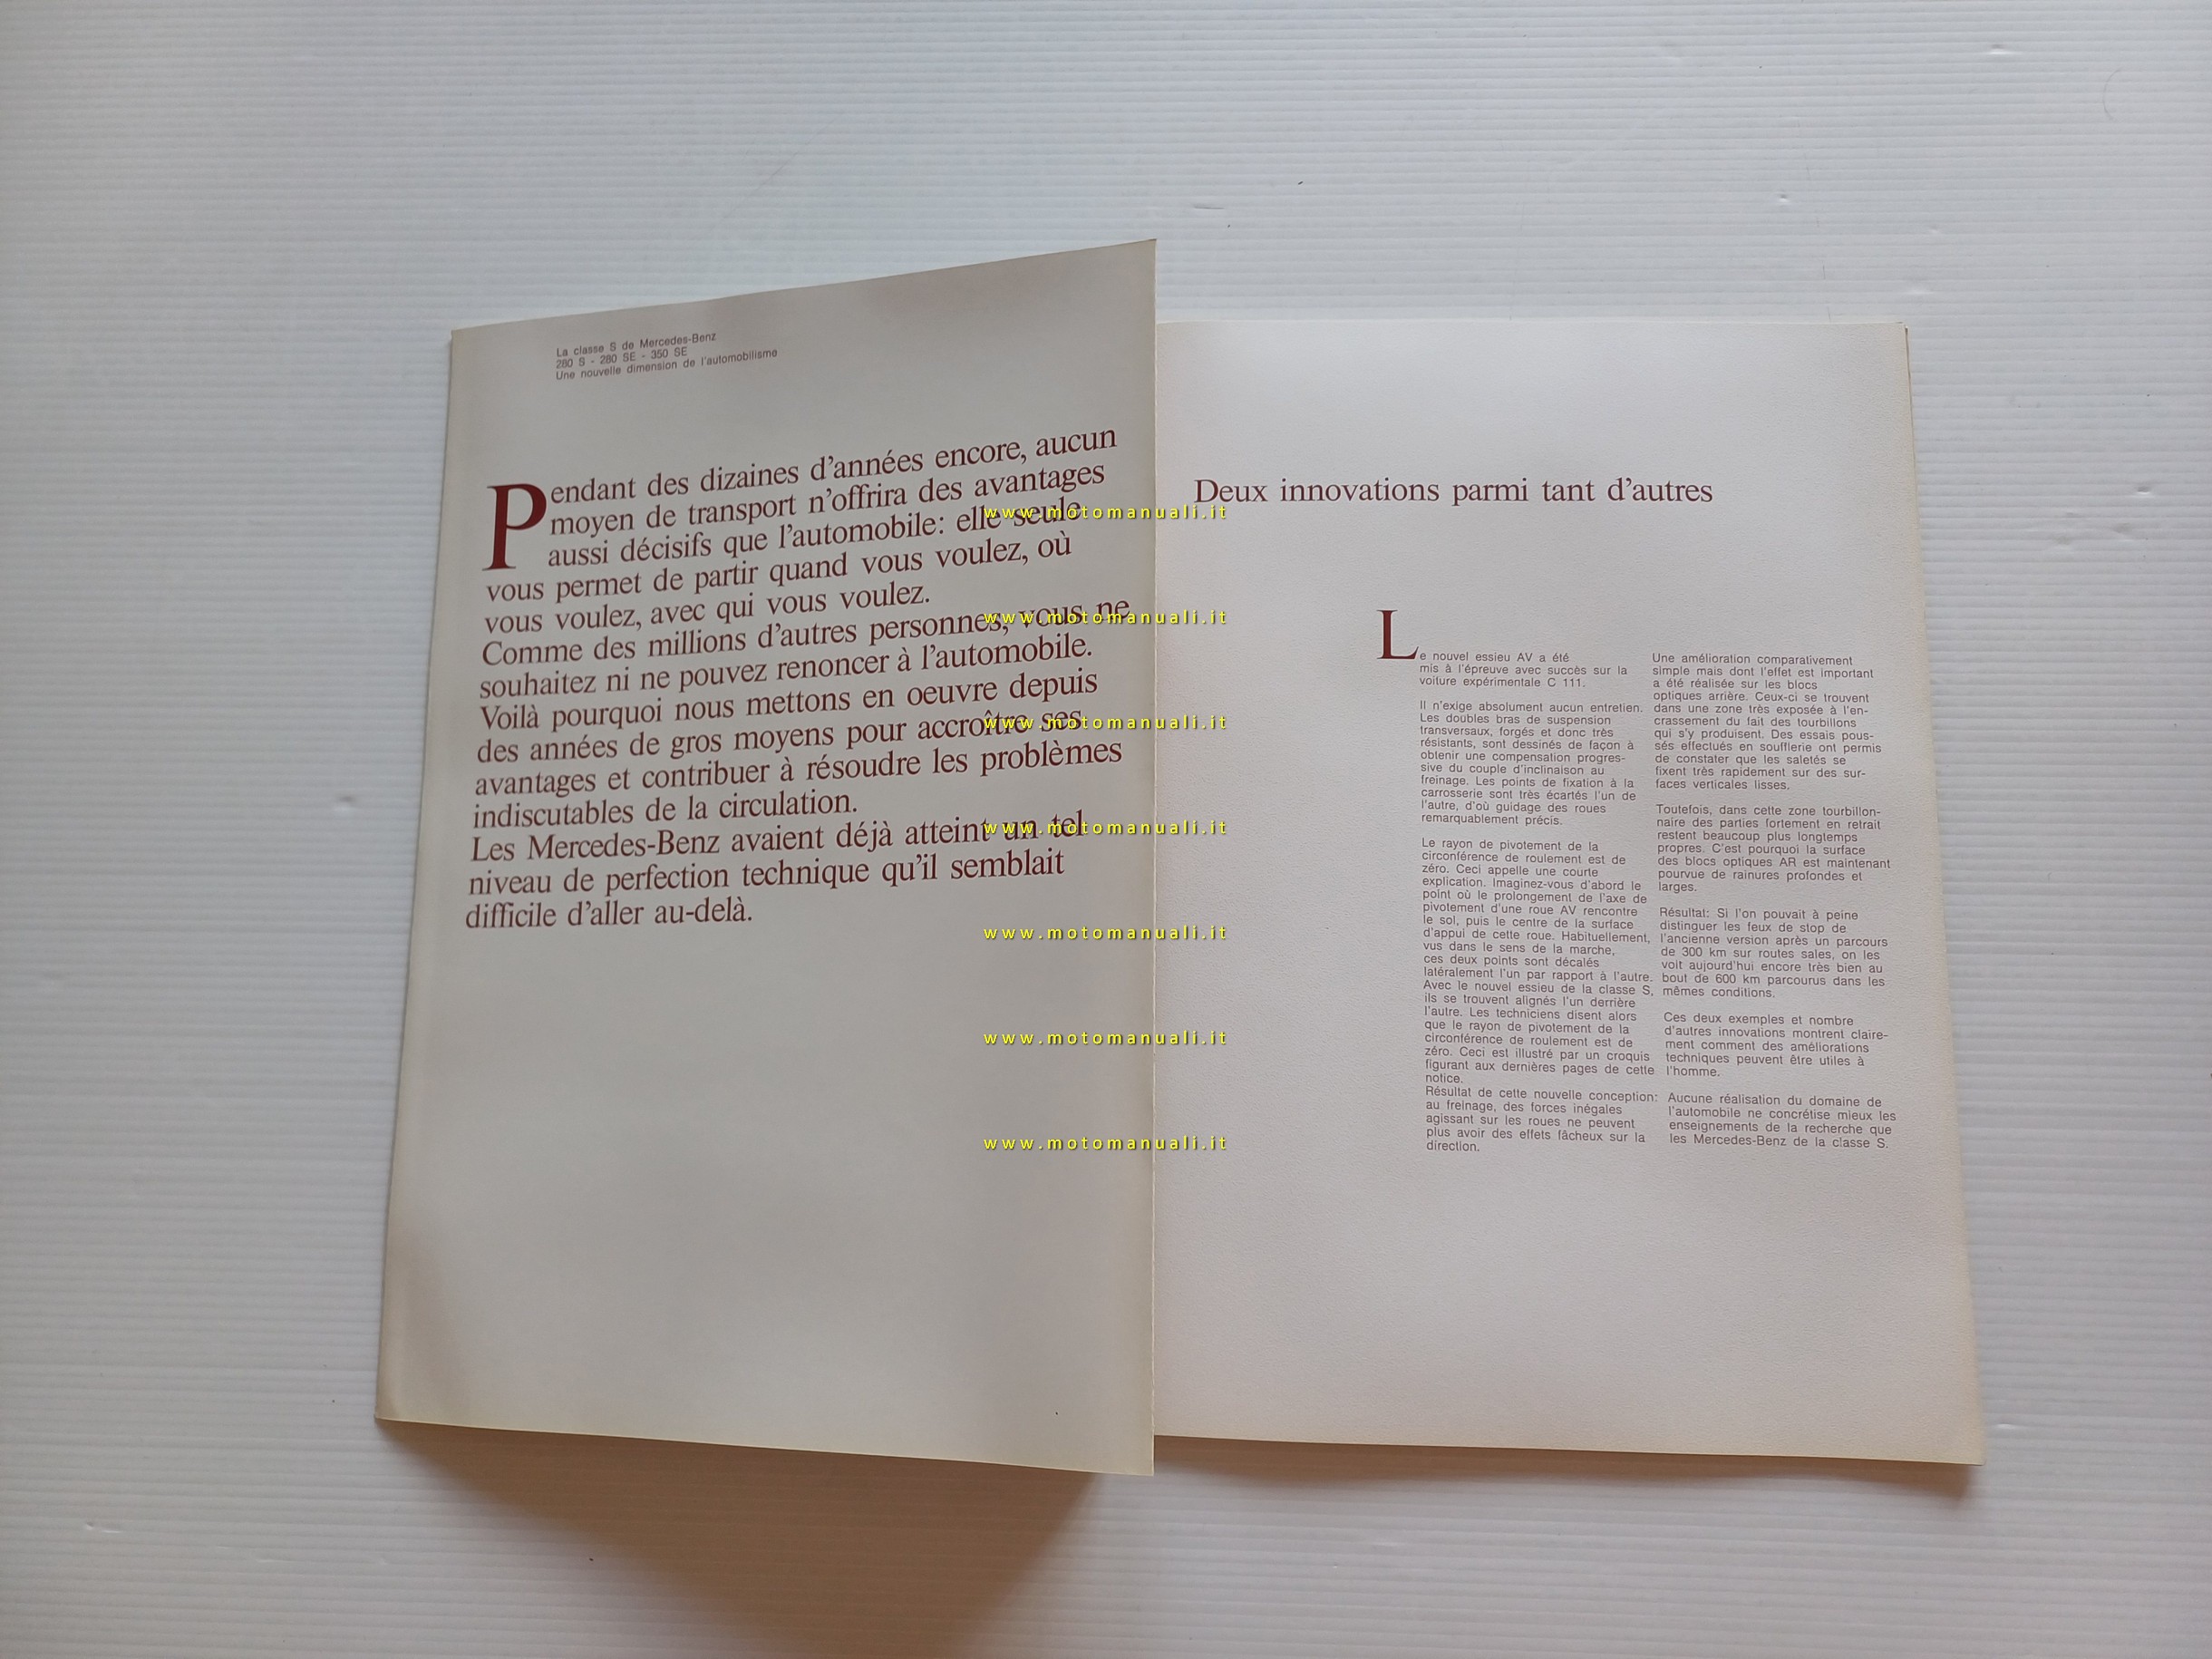 La classe S de Mercedes-Benz
280 S - 280 SE - 350 SE
Une nouvelle dimension de l'automobilisme
Pendant des dizaines d'années encore, aucun
moyen de transport n'offrira des avantages
aussi décisifs que l'automobile: elle seule
vous permet de partir quand vous voulez, où
vous voulez, avec qui vous voulez.
Comme des millions d'autres personnes, vous ne
souhaitez ni ne pouvez renoncer à l'automobile.
Voilà pourquoi nous mettons en oeuvre depuis
des années de gros moyens pour accroître ses
avantages et contribuer à résoudre les problèmes
indiscutables de la circulation.
Les Mercedes-Benz avaient déjà atteint un tel
niveau de perfection technique qu'il semblait
difficile d'aller au-delà.
Deux innovations parmi tant d'autres
Le nouvel essieu AV a été
mis à l'épreuve avec succès sur la
voiture expérimentale C 111.
Il n'exige absolument aucun entretien.
Les doubles bras de suspension
transversaux, forgés et donc très
résistants, sont dessinés de façon à
obtenir une compensation progres-
sive du couple d'inclinaison au
freinage. Les points de fixation à la
carrosserie sont très écartés l'un de
l'autre, d'où guidage des roues
remarquablement précis.
Le rayon de pivotement de la
circonférence de roulement est de
zéro. Ceci appelle une courte
explication. Imaginez-vous d'abord le
point où le prolongement de l'axe de
pivotement d'une roue AV rencontre
le sol, puis le centre de la surface
d'appui de cette roue. Habituellement,
vus dans le sens de la marche,
ces deux points sont décalés
latéralement l'un par rapport à l'autre.
Avec le nouvel essieu de la classe S,
ils se trouvent alignés l'un derrière
l'autre. Les techniciens disent alors
que le rayon de pivotement de la
circonférence de roulement est de
zéro. Ceci est illustré par un croquis
figurant aux dernières pages de cette
notice.
Résultat de cette nouvelle conception:
au freinage, des forces inégales
agissant sur les roues ne peuvent
plus avoir des effets fâcheux sur la
direction.
Une amélioration comparativement
simple mais dont l'effet est important
a été réalisée sur les blocs
optiques arrière. Ceux-ci se trouvent
dans une zone très exposée à l'en-
crassement du fait des tourbillons
qui s'y produisent. Des essais pous-
sés effectués en soufflerie ont permis
de constater que les saletés se
fixent très rapidement sur des sur-
faces verticales lisses.
Toutefois, dans cette zone tourbillon-
naire des parties fortement en retrait
restent beaucoup plus longtemps
propres. C'est pourquoi la surface
des blocs optiques AR est maintenant
pourvue de rainures profondes et
larges.
Résultat: Si l'on pouvait à peine
distinguer les feux de stop de
l'ancienne version après un parcours
de 300 km sur routes sales, on les
voit aujourd'hui encore très bien au
bout de 600 km parcourus dans les
mêmes conditions.
Ces deux exemples et nombre
d'autres innovations montrent claire-
ment comment des améliorations
techniques peuvent être utiles à
l'homme.
Aucune réalisation du domaine de
l'automobile ne concrétise mieux les
enseignements de la recherche que
les Mercedes-Benz de la classe S.
www.motomanuali.it
www.motomanuali.it
www.motomanuali.it
www.motomanuali.it
www.motomanuali.it
www.motomanuali.it
www.motomanuali.it